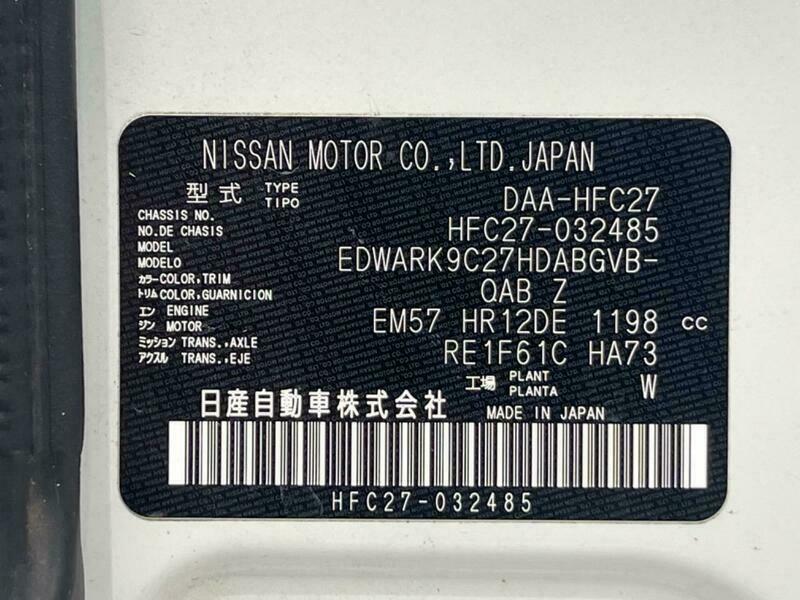 NISSAN MOTOR CO.,LTD.JAPAN
型式 TYPE TIPO DAA-HFC27
CHASSIS NO.
NO.DE CHASIS HFC27-032485
MODEL
MODELO EDWARK9C27HDABGVB-
カラー COLOR,TRIM
トリム COLOR,GUARNICION QAB Z
エン ENGINE
ジン MOTOR EM57 HR12DE 1198 cc
ミッション TRANS.,AXLE
アクスル TRANS.,EJE RE1F61C HA73
工場 PLANT PLANTA W
日産自動車株式会社 MADE IN JAPAN
HFC27-032485